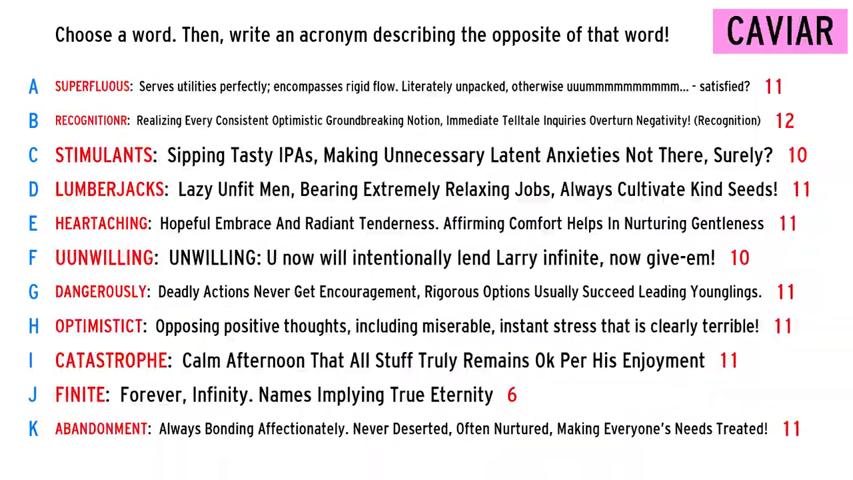 Choose a word. Then, write an acronym describing the opposite of that word!
CAVIAR
A SUPERFLUOUS: Serves utilities perfectly; encompasses rigid flow. Literately unpacked, otherwise uuummmmmmmmmm... - satisfied? 11
B RECOGNITIONR: Realizing Every Consistent Optimistic Groundbreaking Notion, Immediate Telltale Inquiries Overturn Negativity! (Recognition) 12
C STIMULANTS: Sipping Tasty IPAs, Making Unnecessary Latent Anxieties Not There, Surely? 10
D LUMBERJACKS: Lazy Unfit Men, Bearing Extremely Relaxing Jobs, Always Cultivate Kind Seeds! 11
E HEARTACHING: Hopeful Embrace And Radiant Tenderness. Affirming Comfort Helps In Nurturing Gentleness 11
F UUNWILLING: UNWILLING: U now will intentionally lend Larry infinite, now give-em! 10
G DANGEROUSLY: Deadly Actions Never Get Encouragement, Rigorous Options Usually Succeed Leading Younglings. 11
H OPTIMISTICT: Opposing positive thoughts, including miserable, instant stress that is clearly terrible! 11
I CATASTROPHE: Calm Afternoon That All Stuff Truly Remains Ok Per His Enjoyment 11
J FINITE: Forever, Infinity. Names Implying True Eternity 6
K ABANDONMENT: Always Bonding Affectionately. Never Deserted, Often Nurtured, Making Everyone's Needs Treated! 11